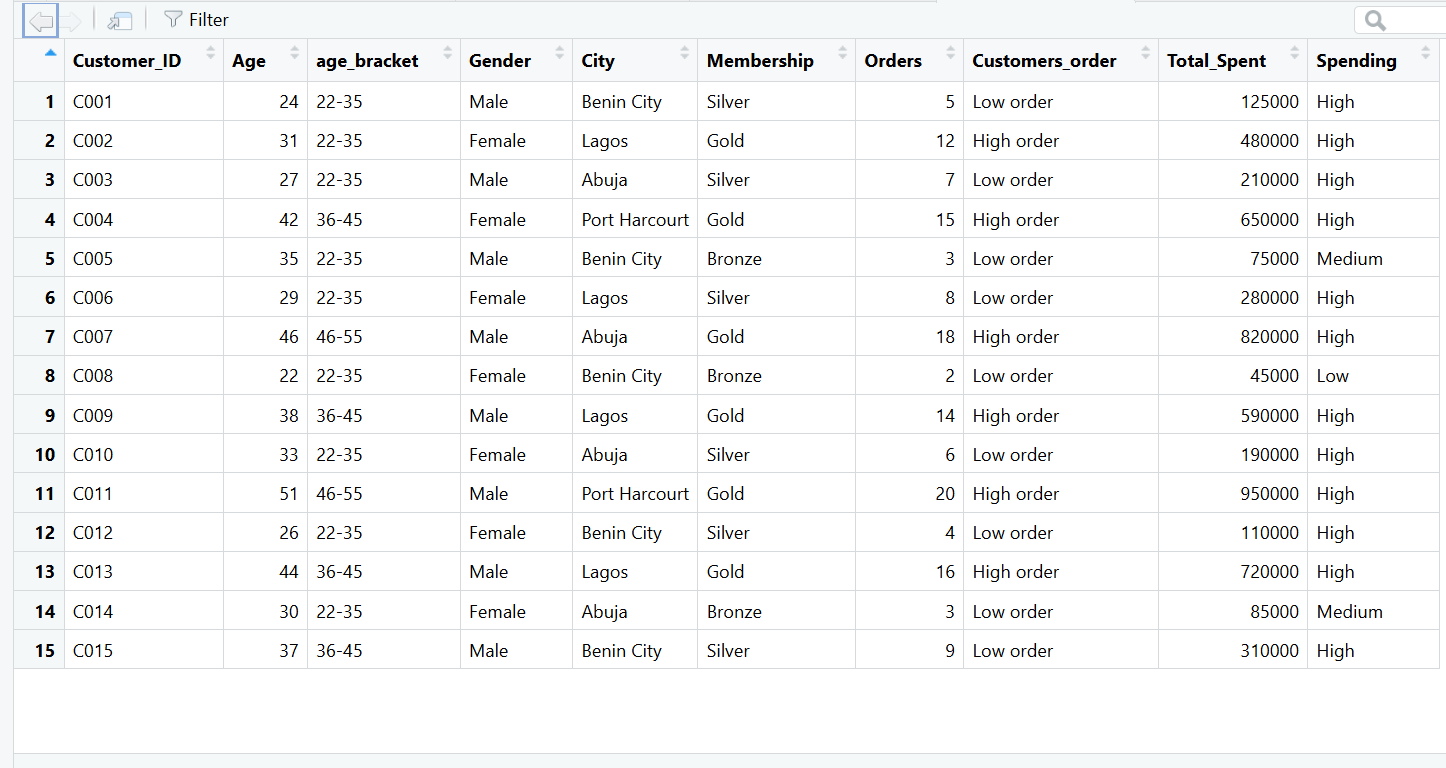 Filter
Customer_ID Age age_bracket Gender City Membership Orders Customers_order Total_Spent Spending
1 C001 24 22-35 Male Benin City Silver 5 Low order 125000 High
2 C002 31 22-35 Female Lagos Gold 12 High order 480000 High
3 C003 27 22-35 Male Abuja Silver 7 Low order 210000 High
4 C004 42 36-45 Female Port Harcourt Gold 15 High order 650000 High
5 C005 35 22-35 Male Benin City Bronze 3 Low order 75000 Medium
6 C006 29 22-35 Female Lagos Silver 8 Low order 280000 High
7 C007 46 46-55 Male Abuja Gold 18 High order 820000 High
8 C008 22 22-35 Female Benin City Bronze 2 Low order 45000 Low
9 C009 38 36-45 Male Lagos Gold 14 High order 590000 High
10 C010 33 22-35 Female Abuja Silver 6 Low order 190000 High
11 C011 51 46-55 Male Port Harcourt Gold 20 High order 950000 High
12 C012 26 22-35 Female Benin City Silver 4 Low order 110000 High
13 C013 44 36-45 Male Lagos Gold 16 High order 720000 High
14 C014 30 22-35 Female Abuja Bronze 3 Low order 85000 Medium
15 C015 37 36-45 Male Benin City Silver 9 Low order 310000 High